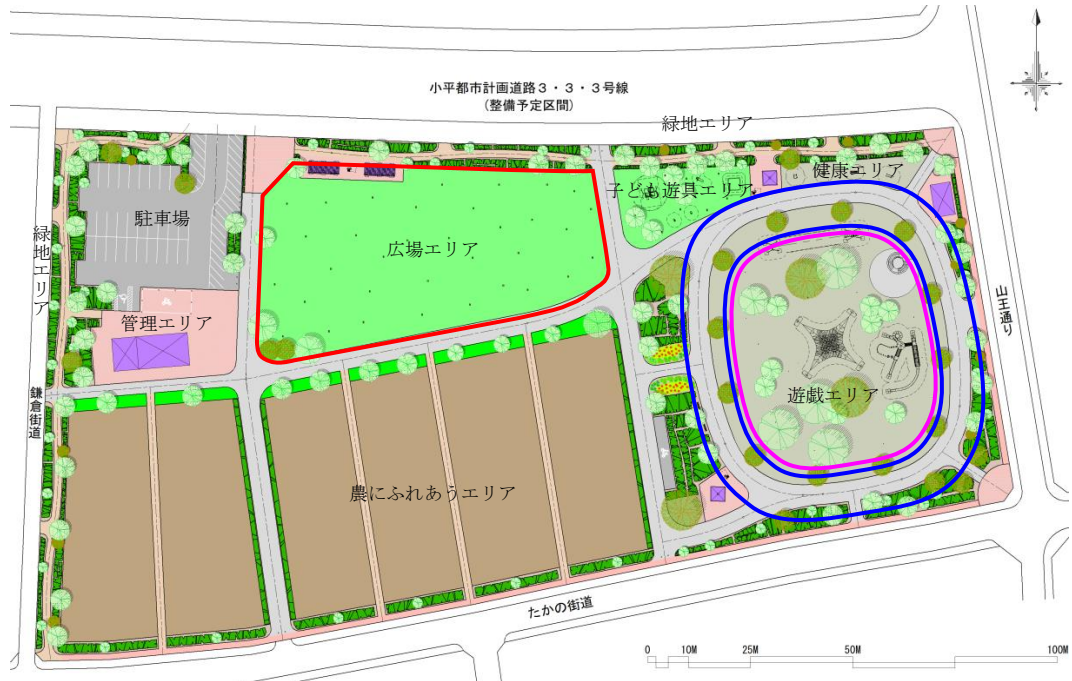 小平都市計画道路３・３・３号線
(整備予定区間)
緑地エリア
健康エリア
子ども遊具エリア
駐車場
広場エリア
緑地エリア
山王通り
管理エリア
遊戯エリア
鎌倉街道
農にふれあうエリア
たかの街道
0 10M 25M 50M 100M